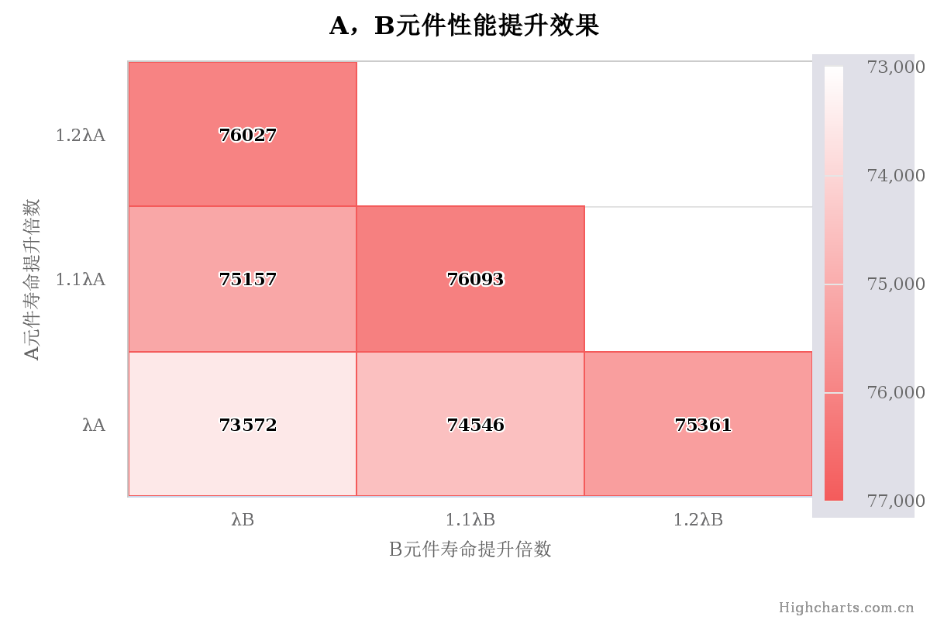 A，B元件性能提升效果
A元件寿命提升倍数
1.2λA
1.1λA
λA
76027
75157
76093
73572
74546
75361
λB
1.1λB
1.2λB
B元件寿命提升倍数
73,000
74,000
75,000
76,000
77,000
Highcharts.com.cn